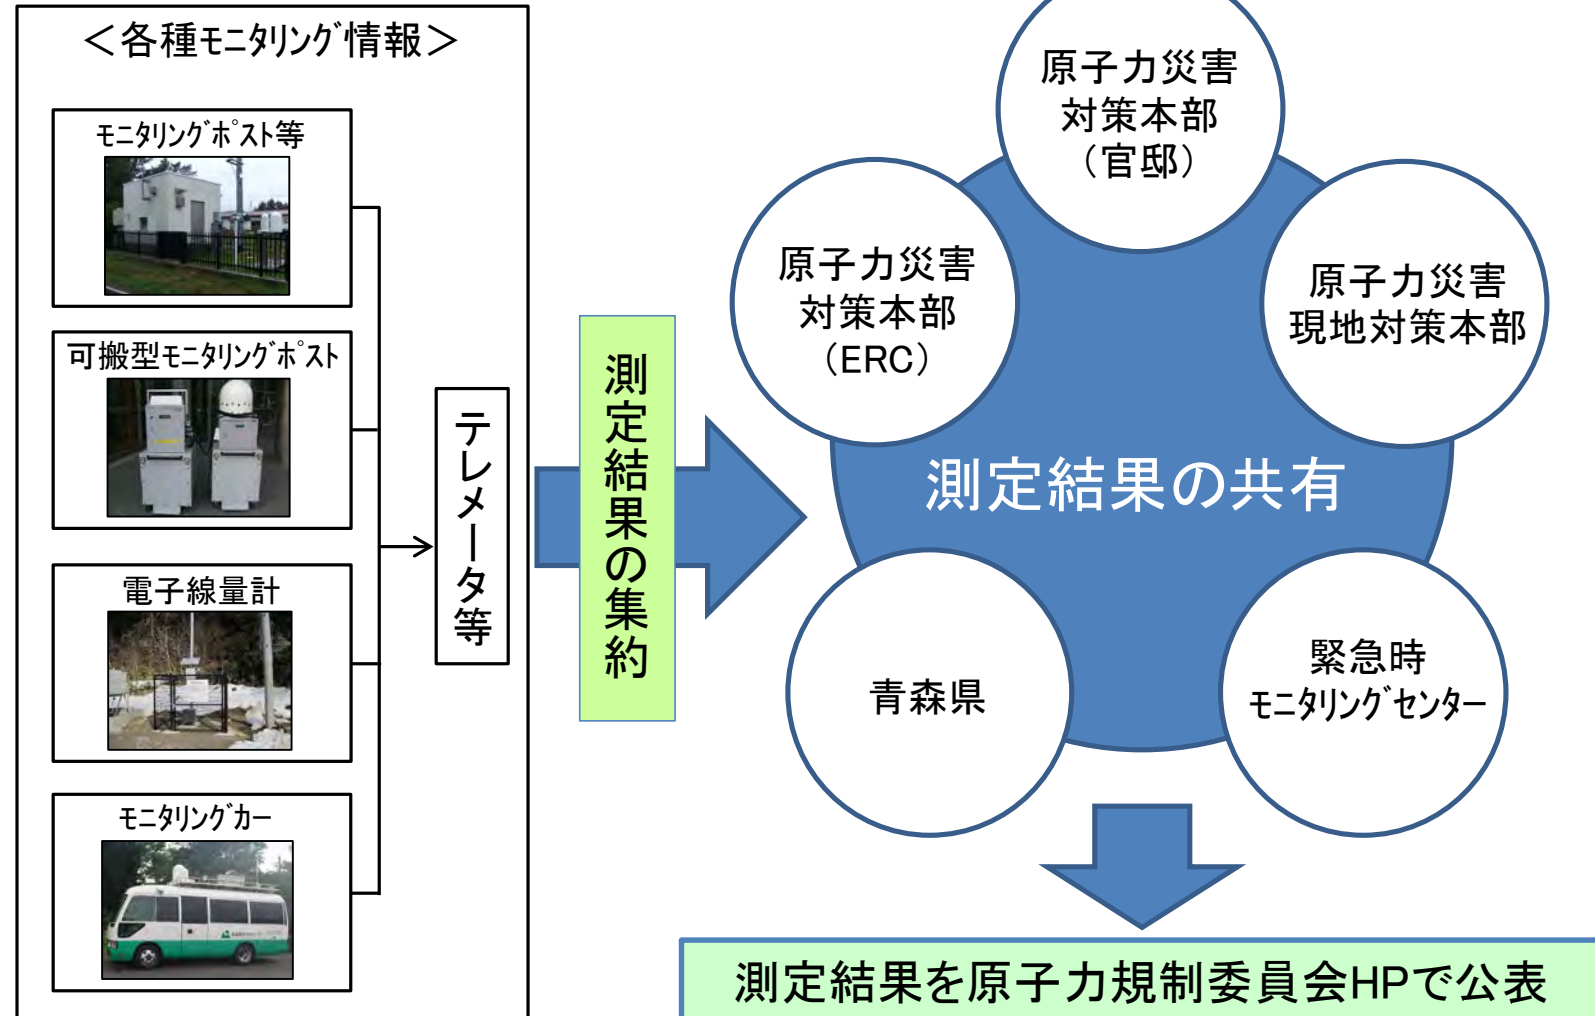 ＜各種ﾓﾆﾀﾘﾝｸﾞ情報＞
ﾓﾆﾀﾘﾝｸﾞﾎﾟｽﾄ等
可搬型ﾓﾆﾀﾘﾝｸﾞﾎﾟｽﾄ
電子線量計
ﾓﾆﾀﾘﾝｸﾞｶｰ
テレメータ等
測定結果の集約
原子力災害
対策本部
（官邸）
原子力災害
対策本部
（ERC）
原子力災害
現地対策本部
測定結果の共有
青森県
緊急時
ﾓﾆﾀﾘﾝｸﾞｾﾝﾀｰ
測定結果を原子力規制委員会HPで公表